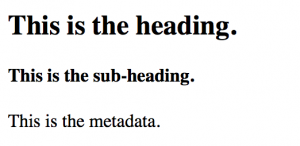 This is the heading.
This is the sub-heading.
This is the metadata.